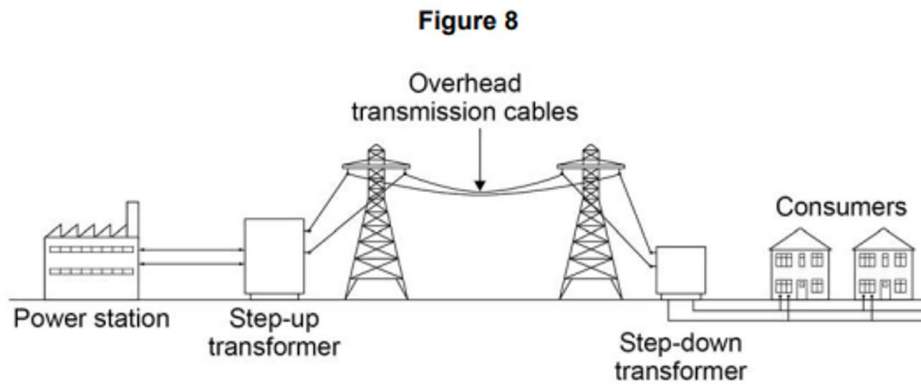 Figure 8
Overhead
transmission cables
Consumers
Power station
Step-up
transformer
Step-down
transformer